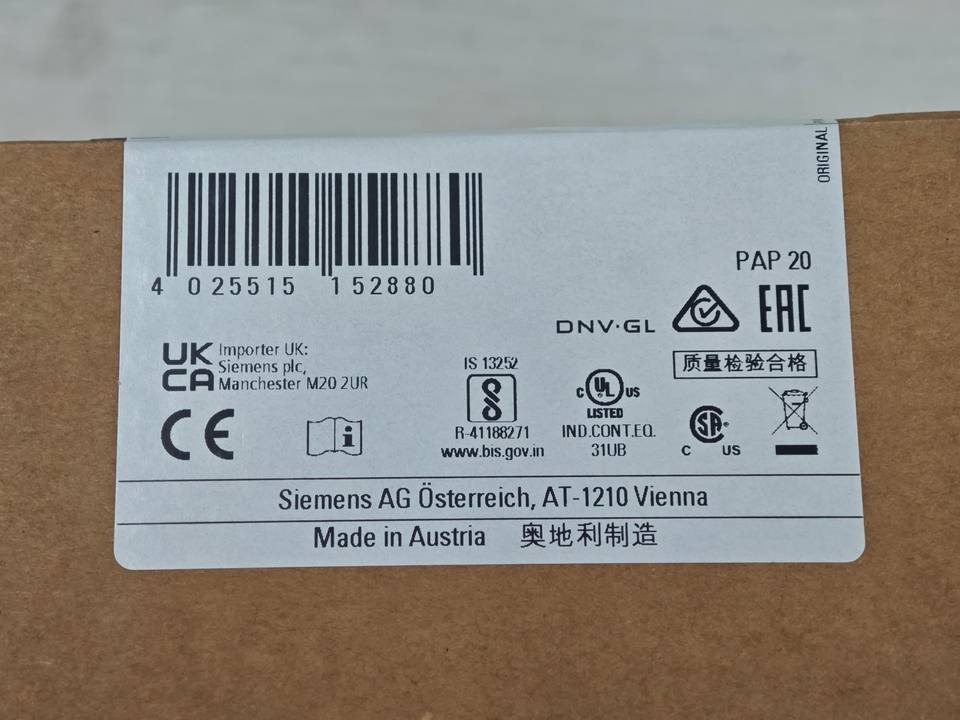 ORIGINAL
4 025515 152880
PAP 20
DNV·GL
EAC
UK
CA
Importer UK:
Siemens plc,
Manchester M20 2UR
IS 13252
R-41188271
www.bis.gov.in
C UL US
LISTED
IND.CONT.EQ.
31UB
质量检验合格
SA
C US
CE
i
Siemens AG Österreich, AT-1210 Vienna
Made in Austria 奥地利制造